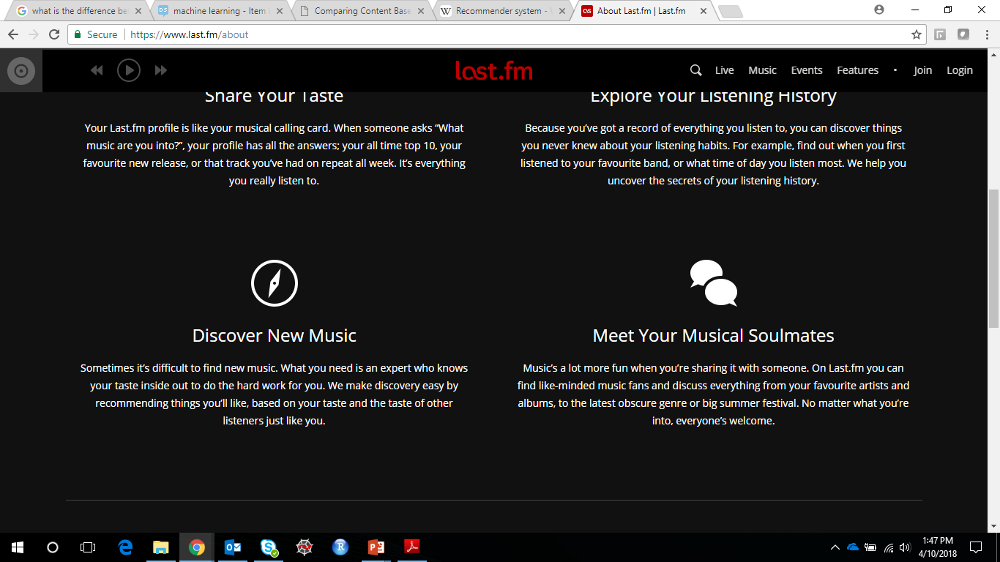 what is the difference be
machine learning - Item
Comparing Content Base
W Recommender system -
About Last.fm | Last.fm
Secure https://www.last.fm/about
last.fm
Live Music Events Features · Join Login
Share Your Taste
Your Last.fm profile is like your musical calling card. When someone asks “What
music are you into?”, your profile has all the answers; your all time top 10, your
favourite new release, or that track you’ve had on repeat all week. It’s everything
you really listen to.
Explore Your Listening History
Because you’ve got a record of everything you listen to, you can discover things
you never knew about your listening habits. For example, find out when you first
listened to your favourite band, or what time of day you listen most. We help you
uncover the secrets of your listening history.
Discover New Music
Sometimes it’s difficult to find new music. What you need is an expert who knows
your taste inside out to do the hard work for you. We make discovery easy by
recommending things you’ll like, based on your taste and the taste of other
listeners just like you.
Meet Your Musical Soulmates
Music’s a lot more fun when you’re sharing it with someone. On Last.fm you can
find like-minded music fans and discuss everything from your favourite artists and
albums, to the latest obscure genre or big summer festival. No matter what you’re
into, everyone’s welcome.
1:47 PM
4/10/2018